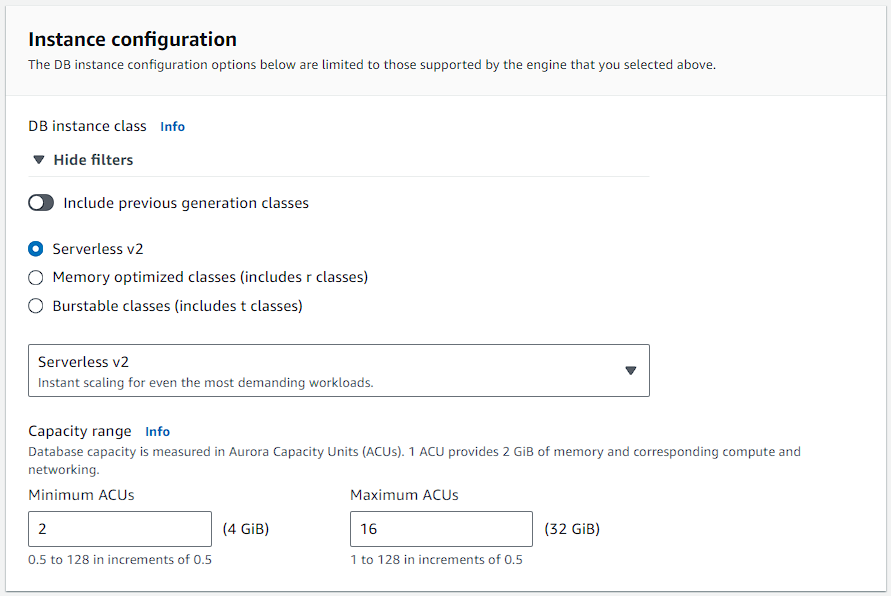 Instance configuration
The DB instance configuration options below are limited to those supported by the engine that you selected above.
DB instance class Info
Hide filters
Include previous generation classes
Serverless v2
Memory optimized classes (includes r classes)
Burstable classes (includes t classes)
Serverless v2
Instant scaling for even the most demanding workloads.
Capacity range Info
Database capacity is measured in Aurora Capacity Units (ACUs). 1 ACU provides 2 GiB of memory and corresponding compute and
networking.
Minimum ACUs Maximum ACUs
2 (4 GiB) 16 (32 GiB)
0.5 to 128 in increments of 0.5 1 to 128 in increments of 0.5